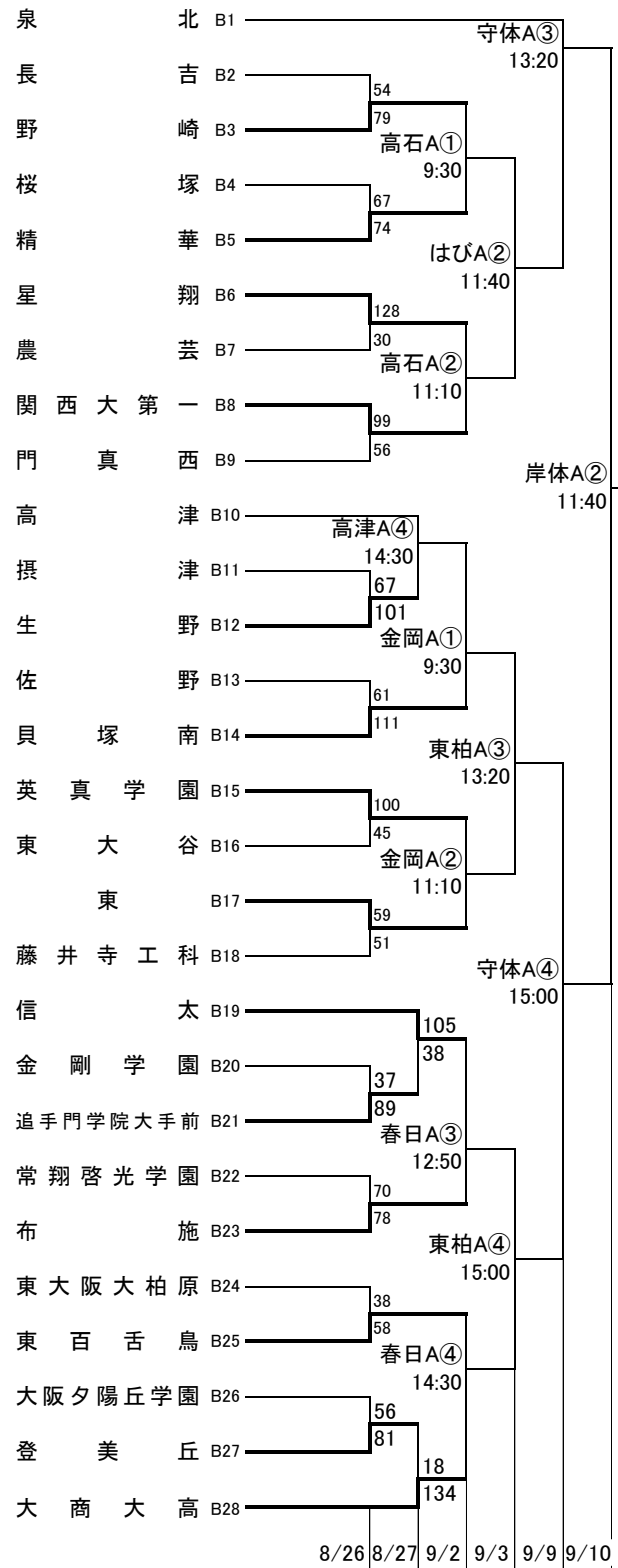 泉北 B1
守体A③
13:20
長吉 B2
54
野崎 B3
79
高石A①
9:30
桜塚 B4
67
精華 B5
74
はびA②
11:40
星翔 B6
128
農芸 B7
30
高石A②
11:10
関西大第一 B8
99
門真西 B9
56
岸体A②
11:40
高津 B10
高津A④
14:30
摂津 B11
67
生野 B12
101
金岡A①
9:30
佐野 B13
61
貝塚南 B14
111
東柏A③
13:20
英真学園 B15
100
東大谷 B16
45
金岡A②
11:10
東 B17
59
藤井寺工科 B18
51
守体A④
15:00
信太 B19
105
38
金剛学園 B20
37
追手門学院大手前 B21
89
春日A③
12:50
常翔啓光学園 B22
70
布施 B23
78
東柏A④
15:00
東大阪大柏原 B24
38
東百舌鳥 B25
58
春日A④
14:30
大阪夕陽丘学園 B26
56
登美丘 B27
81
18
大商大高 B28
134
8/26 8/27 9/2 9/3 9/9 9/10